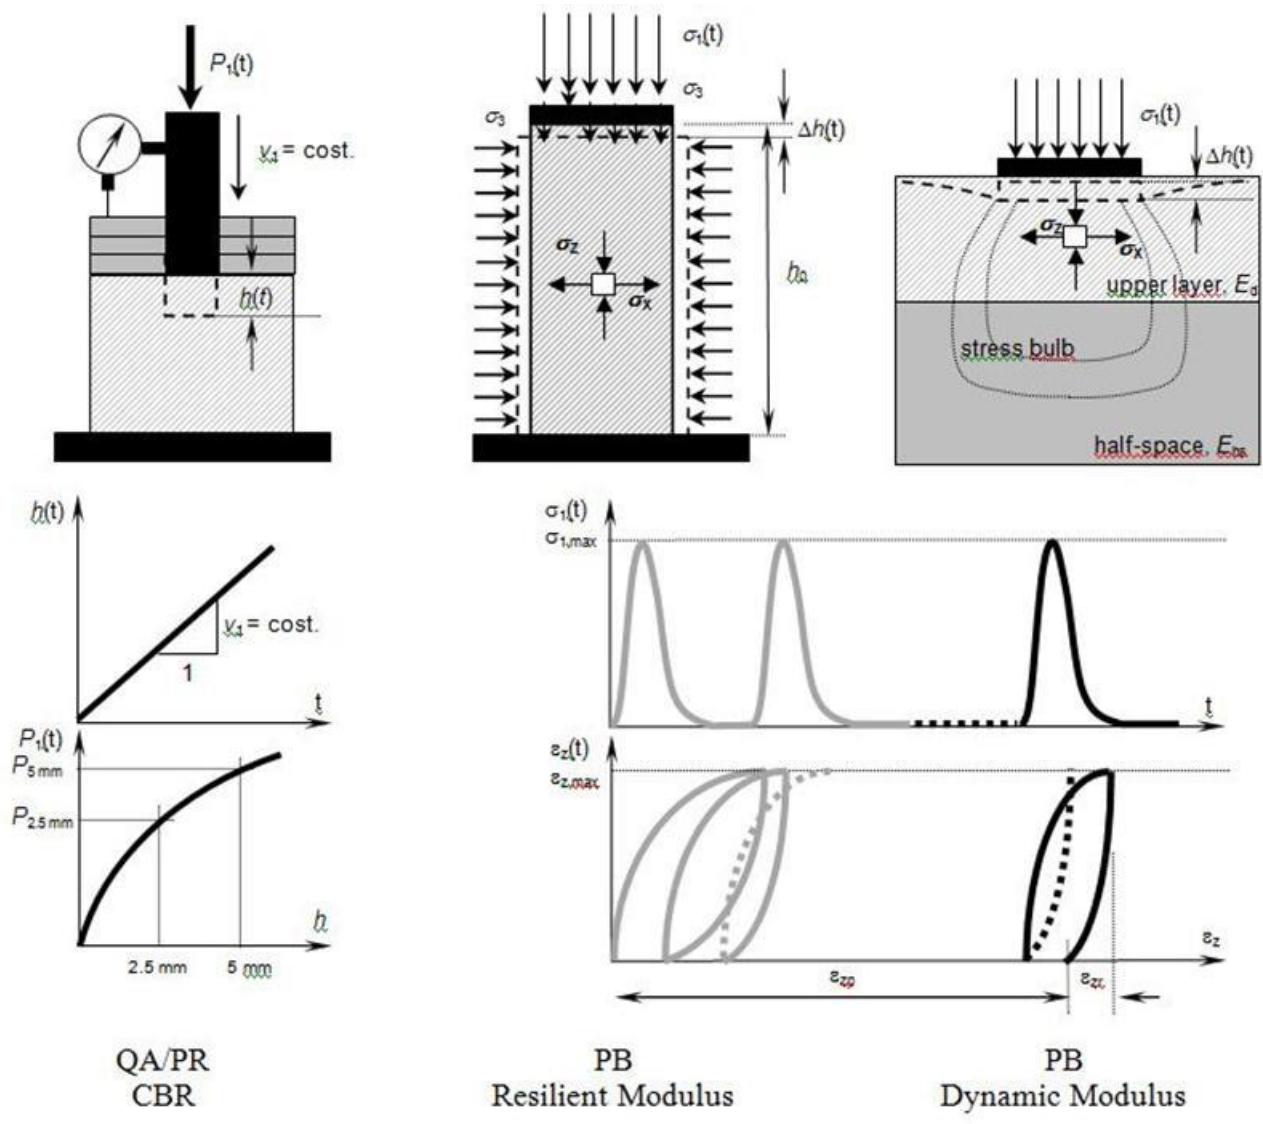 P₁(t)
v₁ = cost.
h(t)
σ₁(t)
σ₃
σ₃
Δh(t)
σz
σx
h₀
σ₁(t)
Δh(t)
σz
σx
upper layer, E_d
stress bulb
half-space, E_hs
h(t)
v₁ = cost.
1
t
P₁(t)
P₅ mm
P₂.₅ mm
h
2.5 mm
5 mm
σ₁(t)
σ₁,max
t
εz(t)
εz,max
εz
εzp
εzr
QA/PR
CBR
PB
Resilient Modulus
PB
Dynamic Modulus